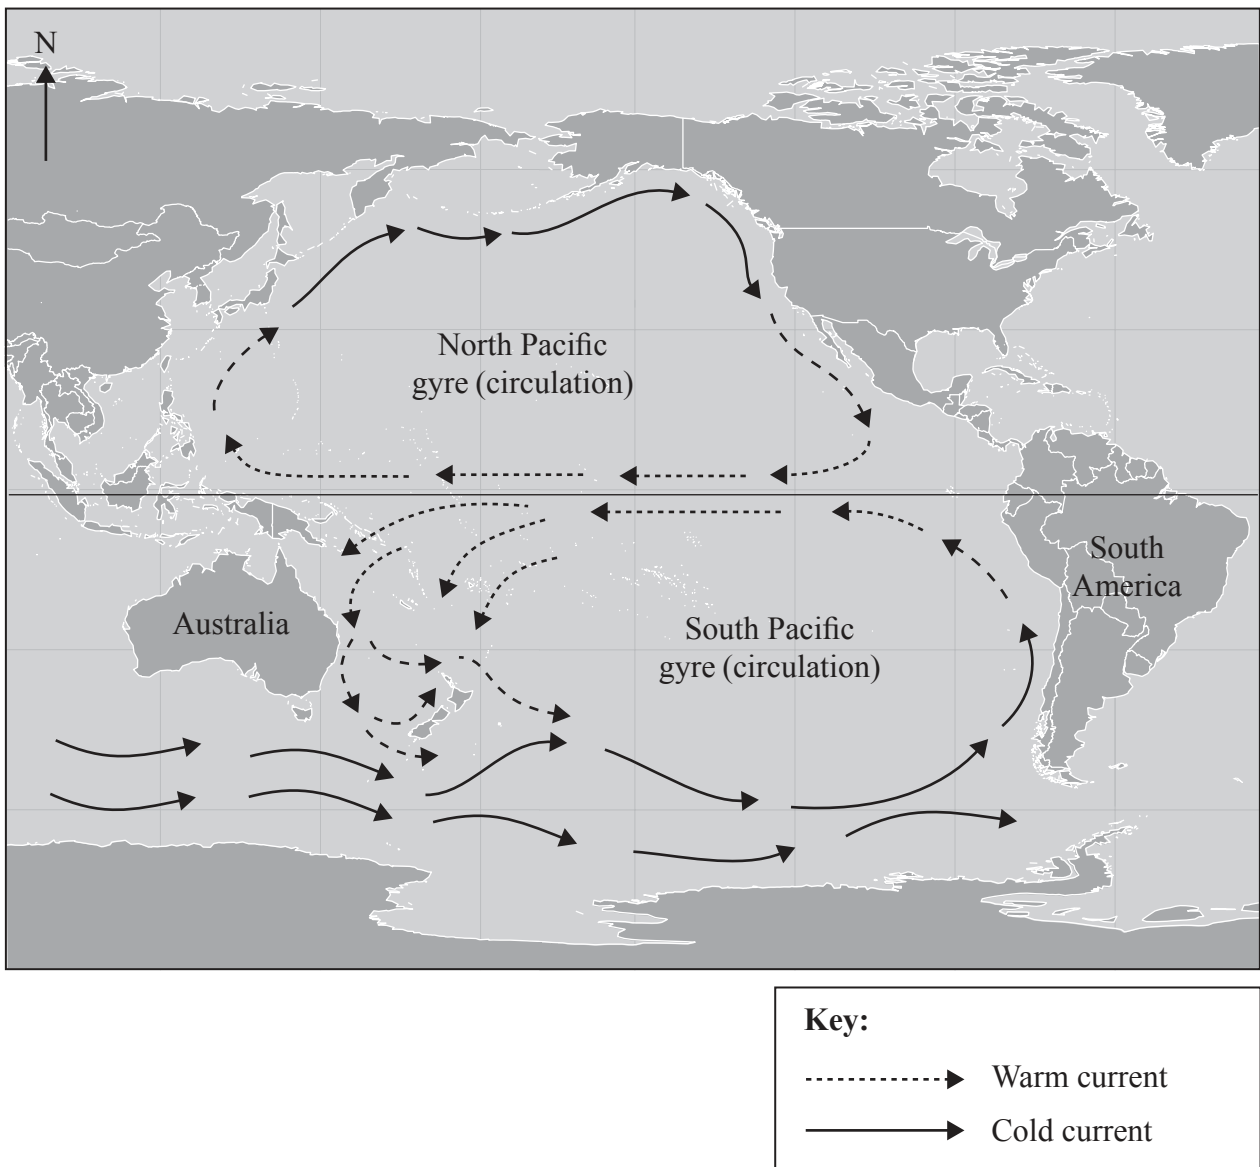 N
North Pacific
gyre (circulation)
South
America
Australia
South Pacific
gyre (circulation)
Key:
Warm current
Cold current